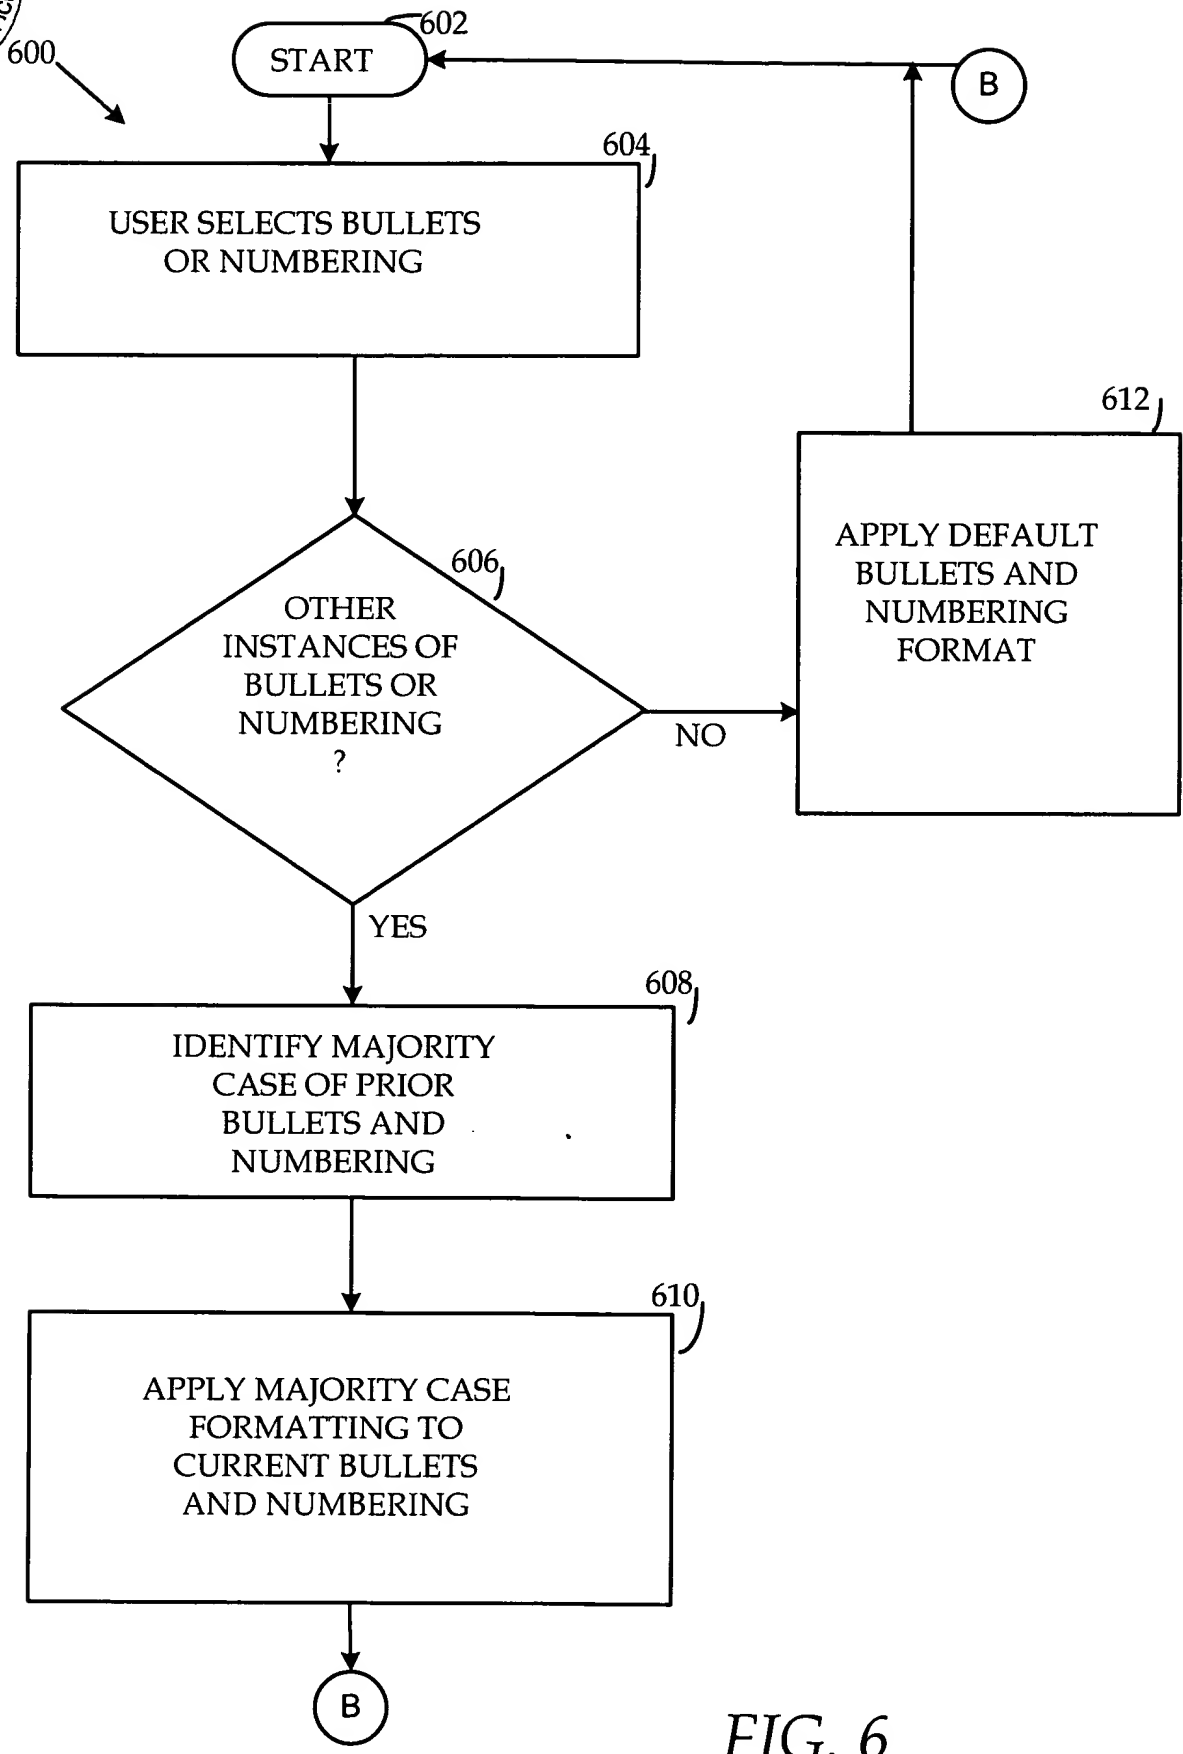 600
602
START
B
604
USER SELECTS BULLETS
OR NUMBERING
612
APPLY DEFAULT
BULLETS AND
NUMBERING
FORMAT
606
OTHER
INSTANCES OF
BULLETS OR
NUMBERING
?
NO
YES
608
IDENTIFY MAJORITY
CASE OF PRIOR
BULLETS AND
NUMBERING
610
APPLY MAJORITY CASE
FORMATTING TO
CURRENT BULLETS
AND NUMBERING
B
FIG. 6